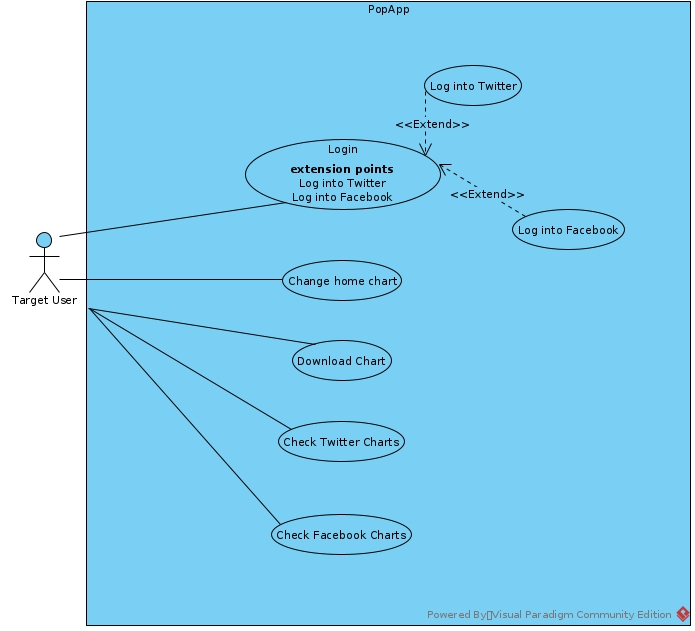 PopApp
Log into Twitter
<<Extend>>
Login
extension points
Log into Twitter
Log into Facebook
<<Extend>>
Log into Facebook
Target User
Change home chart
Download Chart
Check Twitter Charts
Check Facebook Charts
Powered By▯Visual Paradigm Community Edition